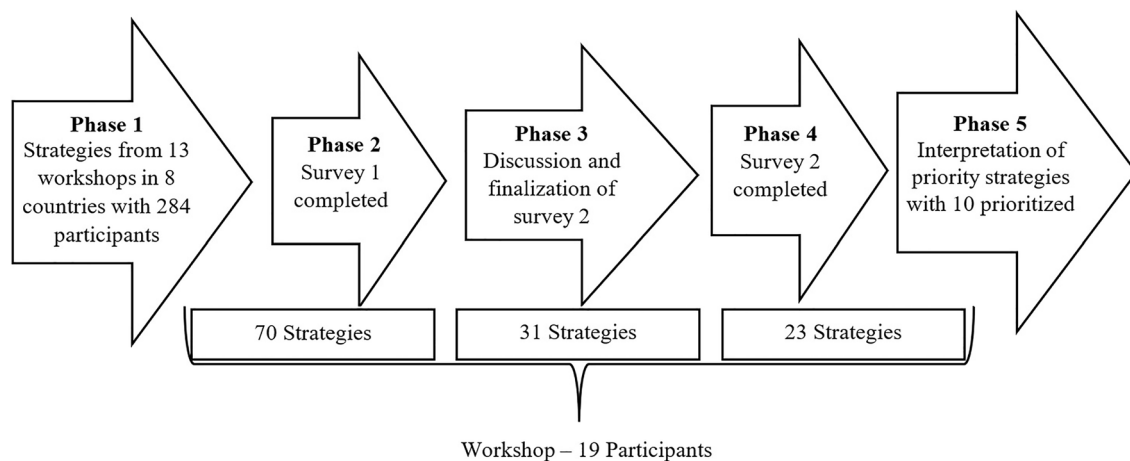 Phase 1
Strategies from 13
workshops in 8
countries with 284
participants
Phase 2
Survey 1
completed
Phase 3
Discussion and
finalization of
survey 2
Phase 4
Survey 2
completed
Phase 5
Interpretation of
priority strategies
with 10 prioritized
70 Strategies
31 Strategies
23 Strategies
Workshop – 19 Participants